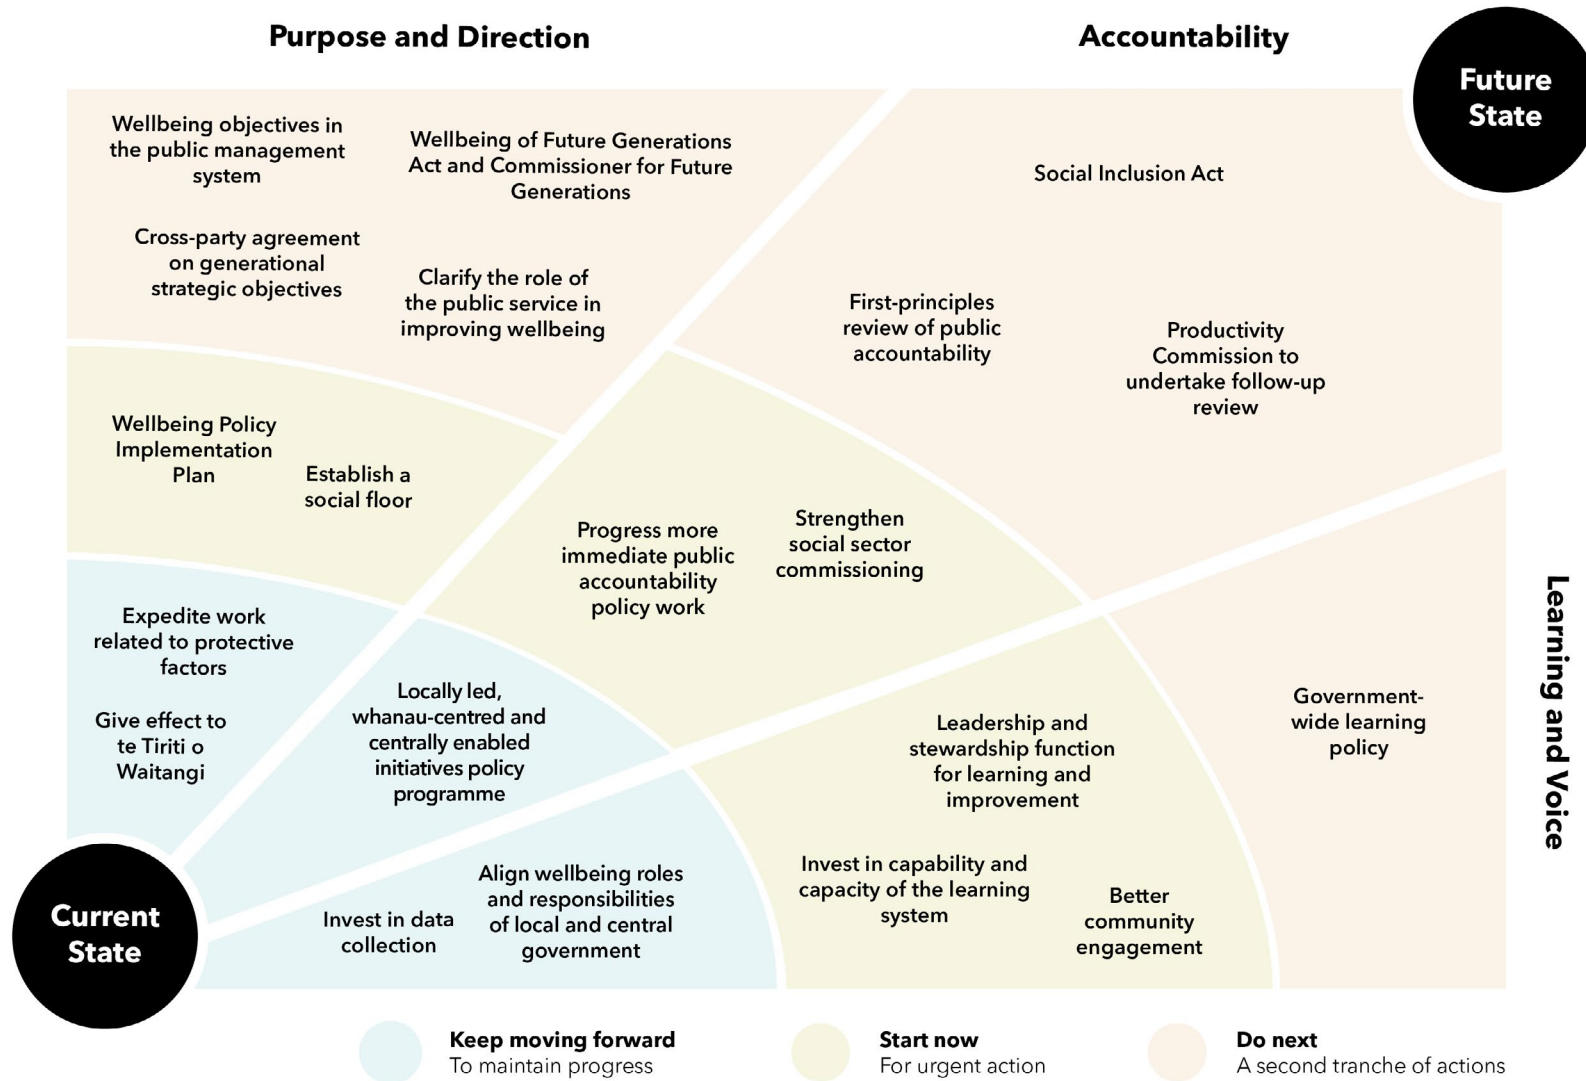 Purpose and Direction
Accountability
Future
State
Wellbeing objectives in
the public management
system
Wellbeing of Future Generations
Act and Commissioner for Future
Generations
Cross-party agreement
on generational
strategic objectives
Clarify the role of
the public service in
improving wellbeing
Social Inclusion Act
First-principles
review of public
accountability
Productivity
Commission to
undertake follow-up
review
Wellbeing Policy
Implementation
Plan
Establish a
social floor
Progress more
immediate public
accountability
policy work
Strengthen
social sector
commissioning
Expedite work
related to protective
factors
Give effect to
te Tiriti o
Waitangi
Locally led,
whanau-centred and
centrally enabled
initiatives policy
programme
Leadership and
stewardship function
for learning and
improvement
Government-
wide learning
policy
Learning and Voice
Invest in data
collection
Align wellbeing roles
and responsibilities
of local and central
government
Invest in capability and
capacity of the learning
system
Better
community
engagement
Current
State
Keep moving forward
To maintain progress
Start now
For urgent action
Do next
A second tranche of actions